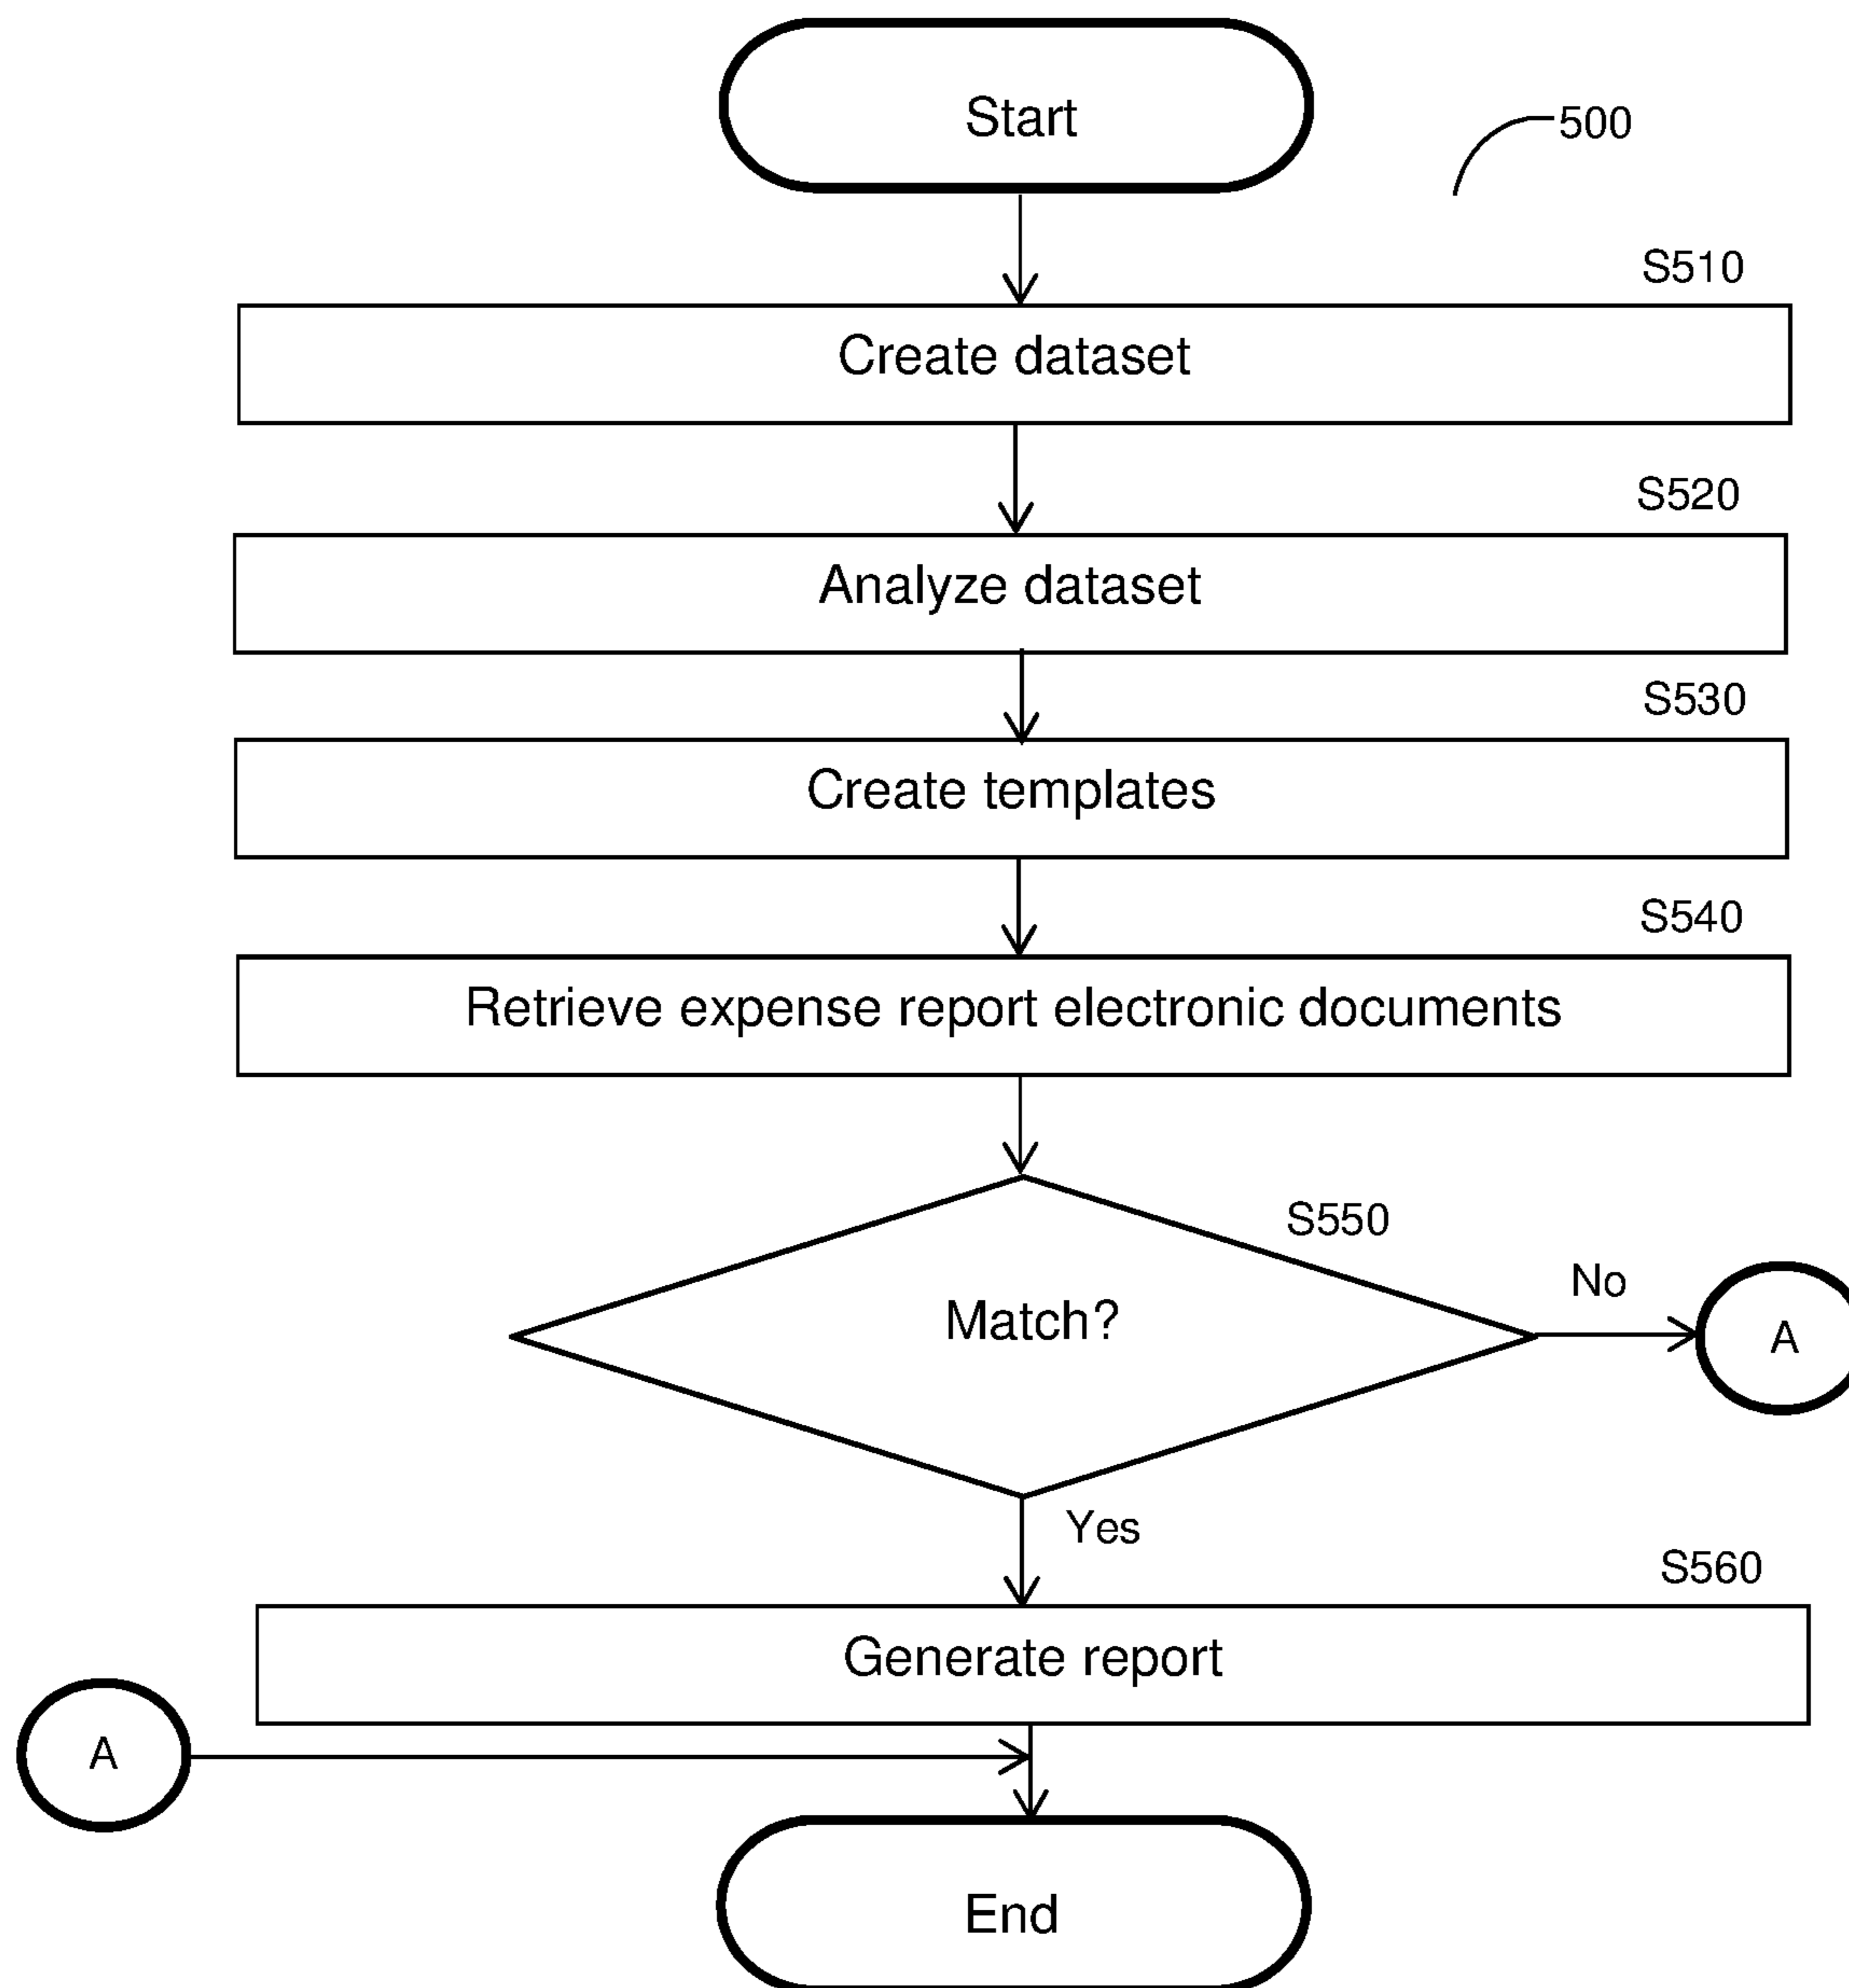 Start
500
S510
Create dataset
S520
Analyze dataset
S530
Create templates
S540
Retrieve expense report electronic documents
S550
Match?
No
A
Yes
S560
Generate report
A
End